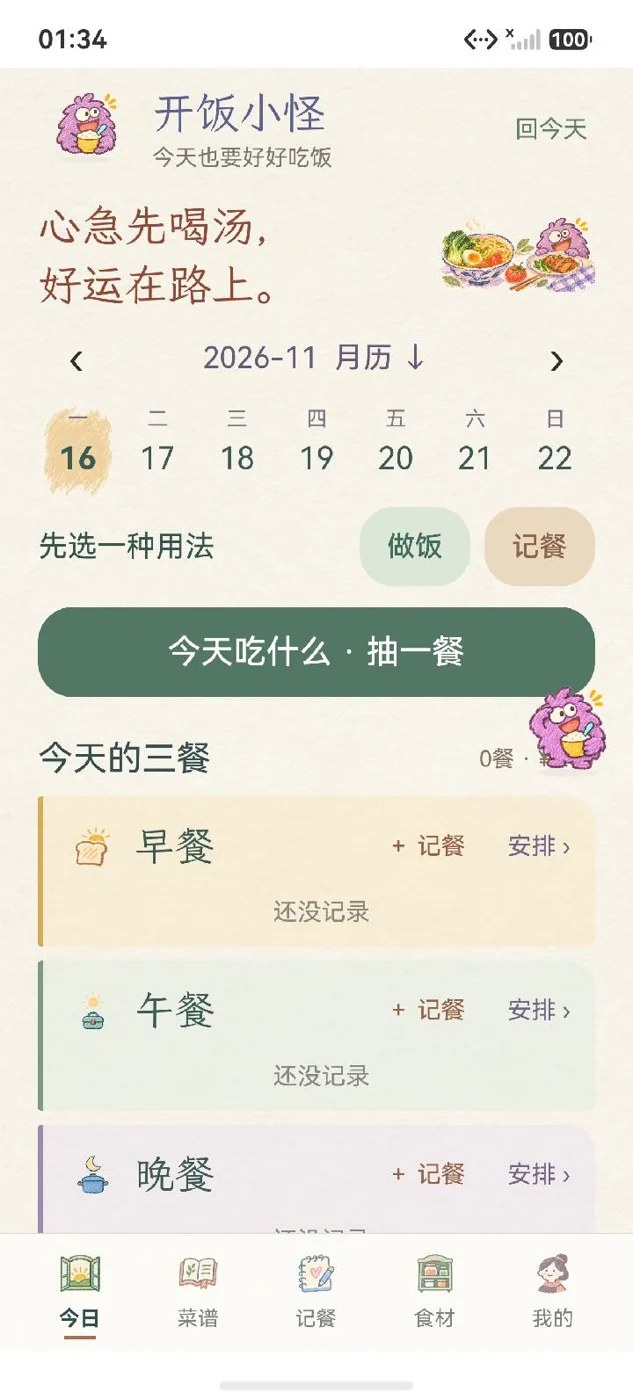 01:34
100
开饭小怪
今天也要好好吃饭
回今天
心急先喝汤,
好运在路上。
2026-11 月历 ↓
一 二 三 四 五 六 日
16 17 18 19 20 21 22
先选一种用法 做饭 记餐
今天吃什么 · 抽一餐
今天的三餐 0餐 ·
早餐 + 记餐 安排 ›
还没记录
午餐 + 记餐 安排 ›
还没记录
晚餐 + 记餐 安排 ›
今日 菜谱 记餐 食材 我的